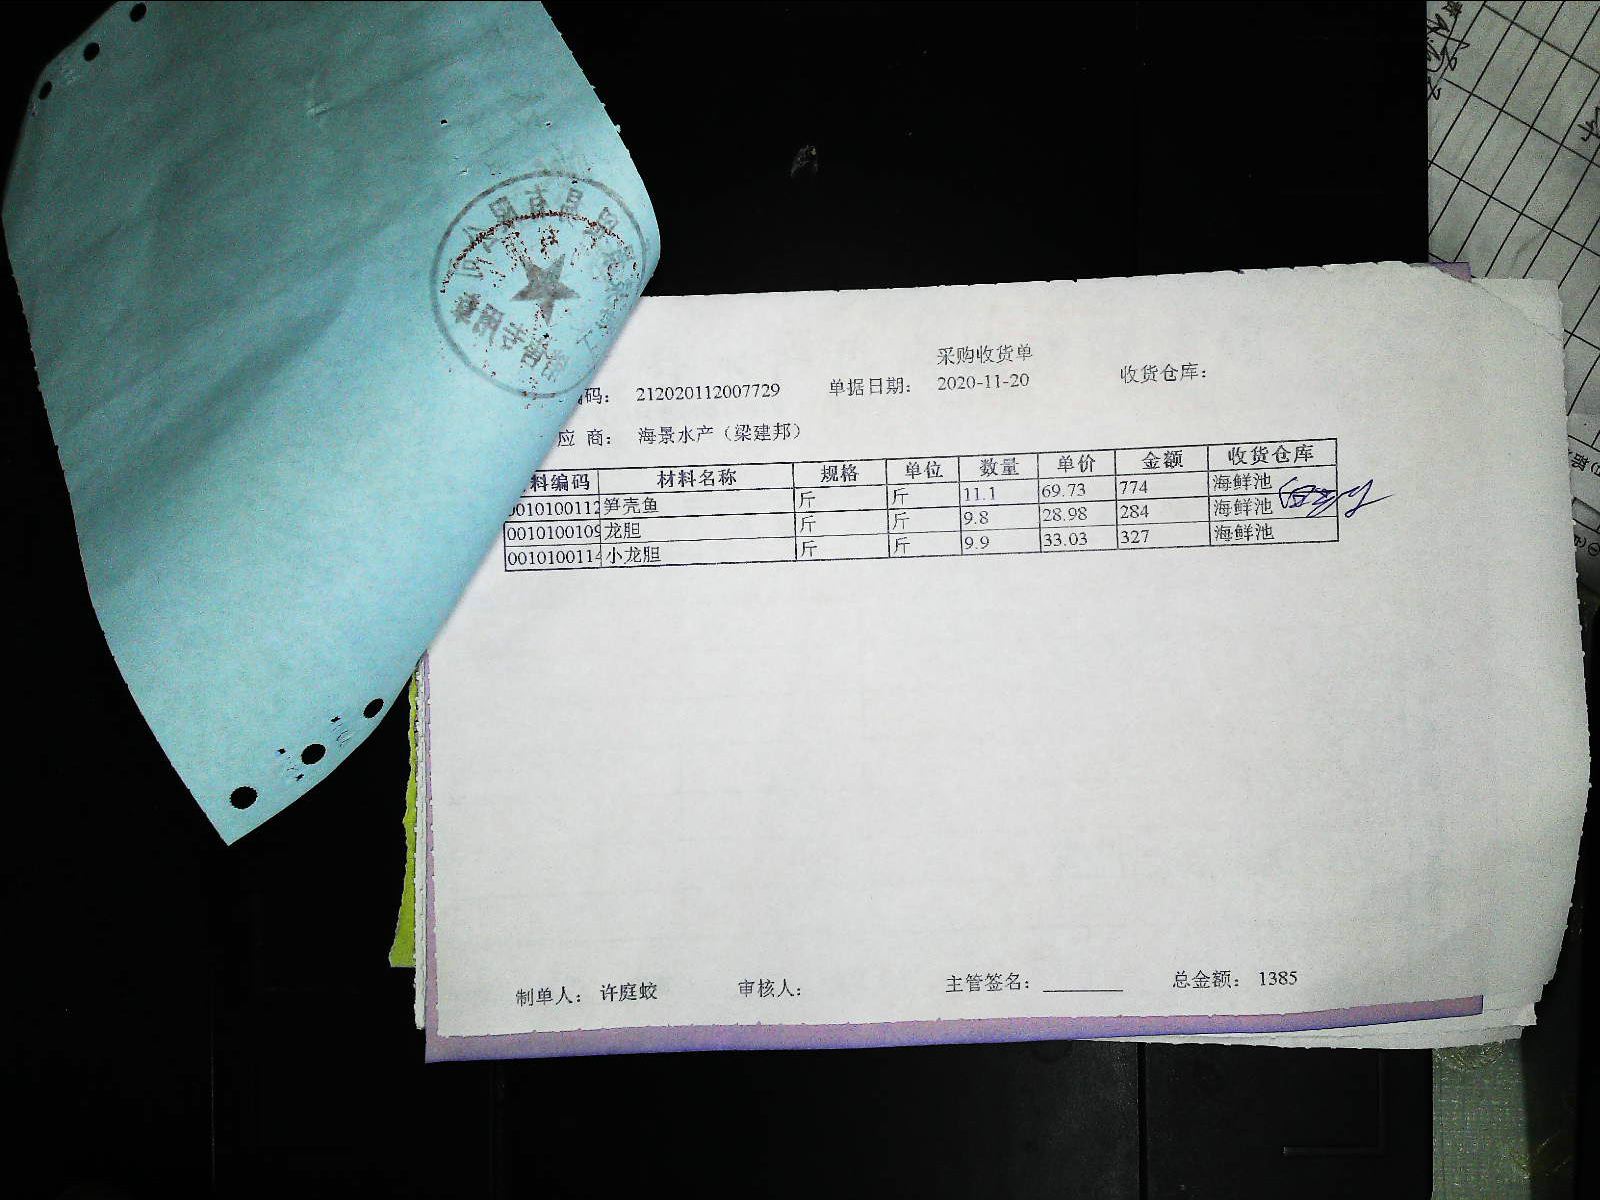 采购收货单
码： 212020112007729 单据日期： 2020-11-20 收货仓库：
应 商： 海景水产（梁建邦）
料编码 材料名称 规格 单位 数量 单价 金额 收货仓库
0010100112 笋壳鱼 斤 斤 11.1 69.73 774 海鲜池
0010100109 龙胆 斤 斤 9.8 28.98 284 海鲜池
0010100114 小龙胆 斤 斤 9.9 33.03 327 海鲜池
制单人： 许庭蛟 审核人： 主管签名： 总金额： 1385